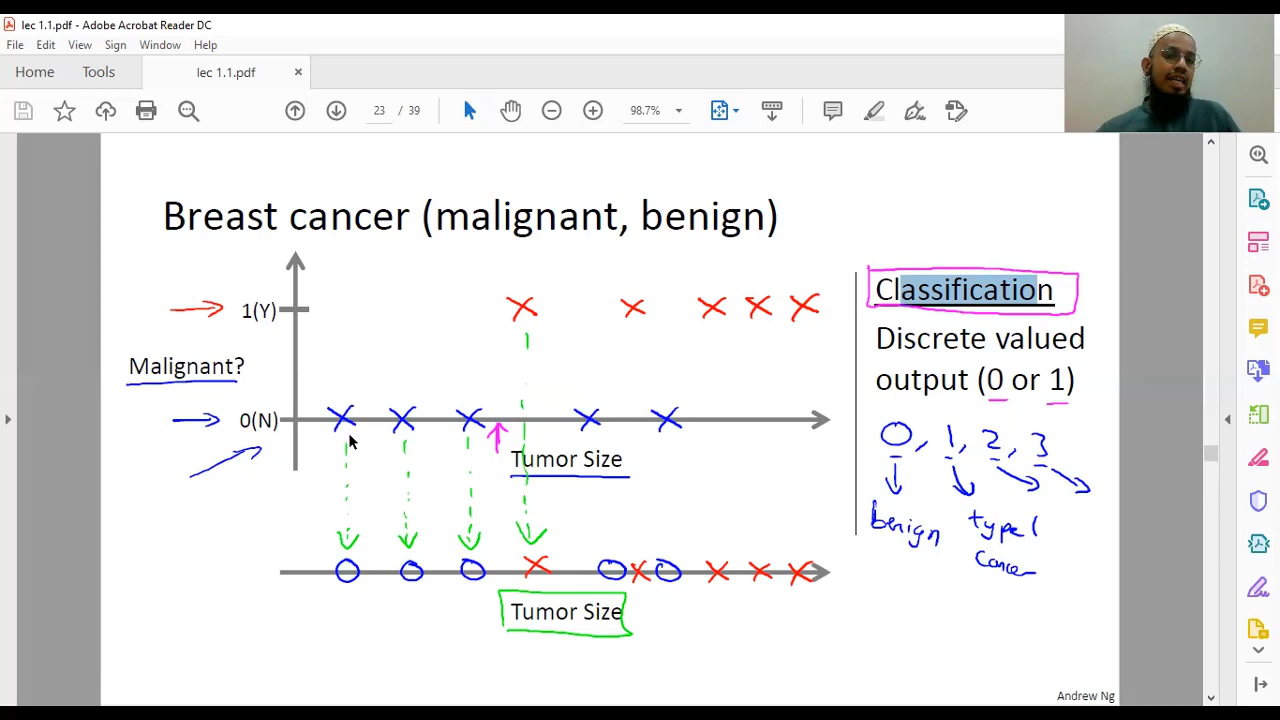 lec 1.1.pdf - Adobe Acrobat Reader DC
File Edit View Sign Window Help
Home Tools lec 1.1.pdf ×
23 / 39 98.7%
Breast cancer (malignant, benign)
1(Y)
Malignant?
0(N)
Tumor Size
Tumor Size
Classification
Discrete valued
output (0 or 1)
0, 1, 2, 3
benign type 1
cancer
Andrew Ng